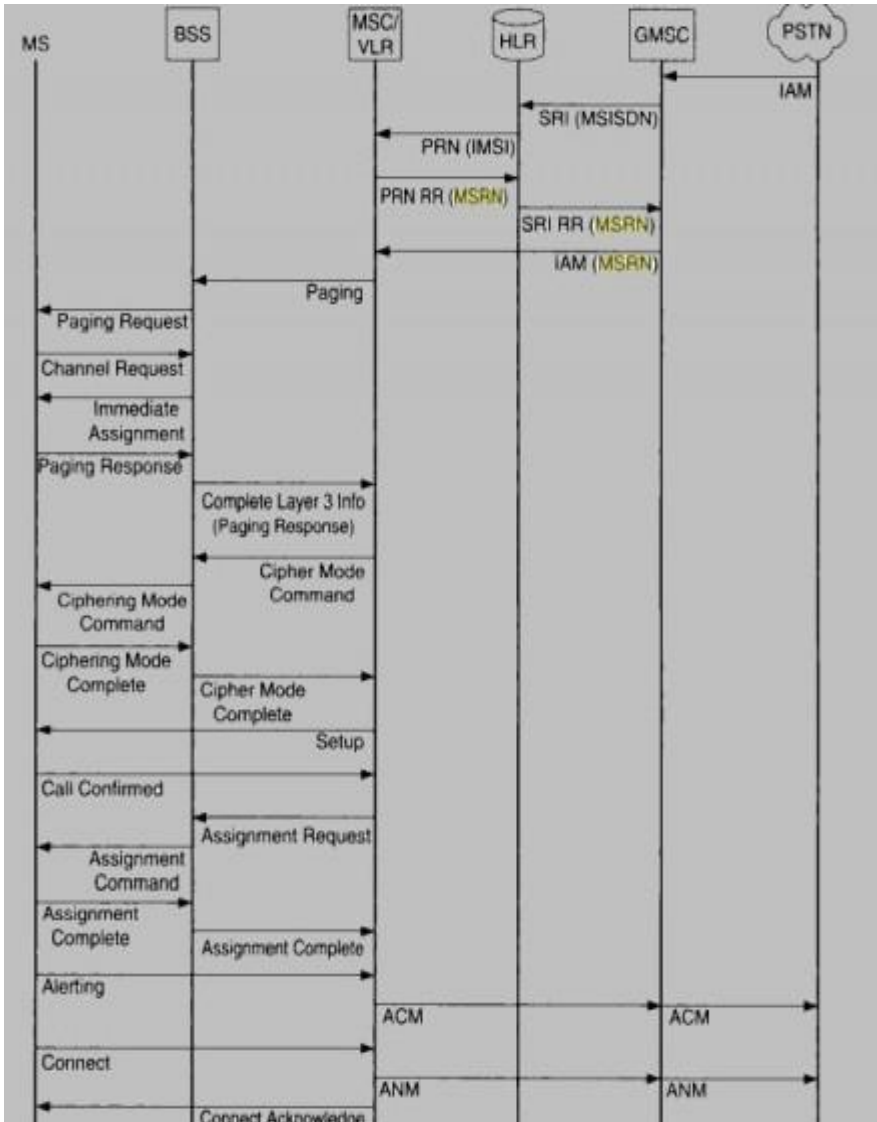 MS
BSS
MSC/
VLR
HLR
GMSC
PSTN
IAM
SRI (MSISDN)
PRN (IMSI)
PRN RR (MSRN)
SRI RR (MSRN)
IAM (MSRN)
Paging
Paging Request
Channel Request
Immediate
Assignment
Paging Response
Complete Layer 3 Info
(Paging Response)
Cipher Mode
Command
Ciphering Mode
Command
Ciphering Mode
Complete
Cipher Mode
Complete
Setup
Call Confirmed
Assignment Request
Assignment
Command
Assignment
Complete
Assignment Complete
Alerting
ACM
ACM
Connect
ANM
ANM
Connect Acknowledge